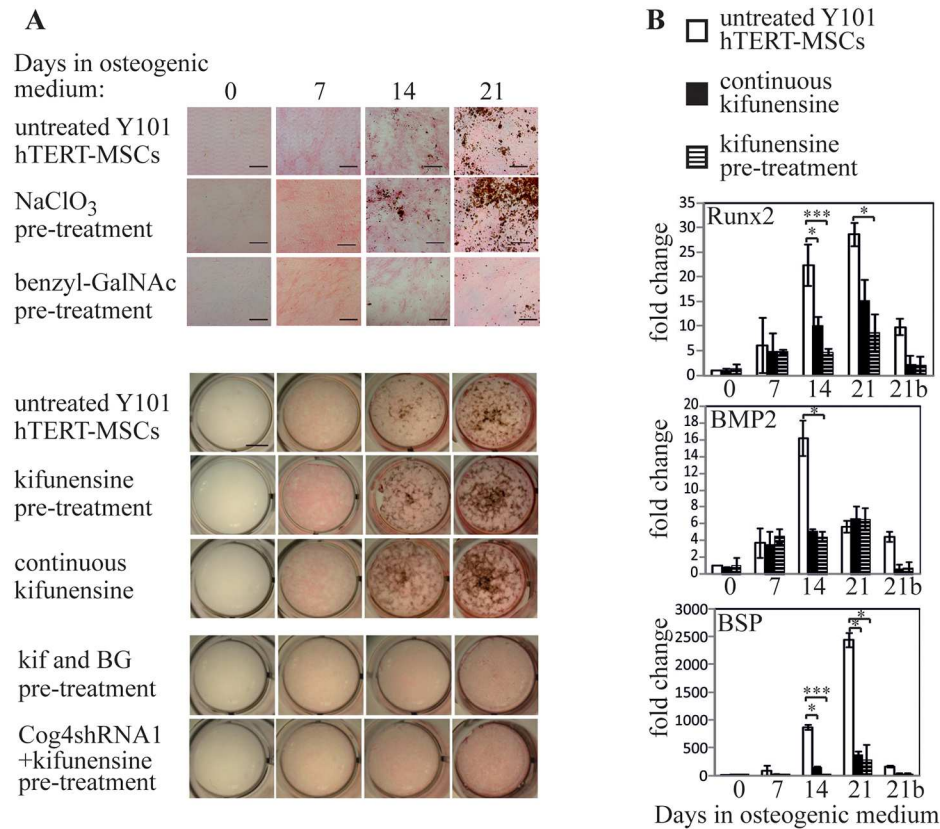 A
Days in osteogenic
medium:
0 7 14 21
untreated Y101
hTERT-MSCs
NaClO3
pre-treatment
benzyl-GalNAc
pre-treatment
untreated Y101
hTERT-MSCs
kifunensine
pre-treatment
continuous
kifunensine
kif and BG
pre-treatment
Cog4shRNA1
+kifunensine
pre-treatment
B
untreated Y101
hTERT-MSCs
continuous
kifunensine
kifunensine
pre-treatment
Runx2
fold change
35
30
25
20
15
10
5
0
***
*
*
0 7 14 21 21b
BMP2
fold change
20
18
16
14
12
10
8
6
4
2
0
*
0 7 14 21 21b
BSP
fold change
3000
2500
2000
1500
1000
500
0
***
*
*
*
0 7 14 21 21b
Days in osteogenic medium